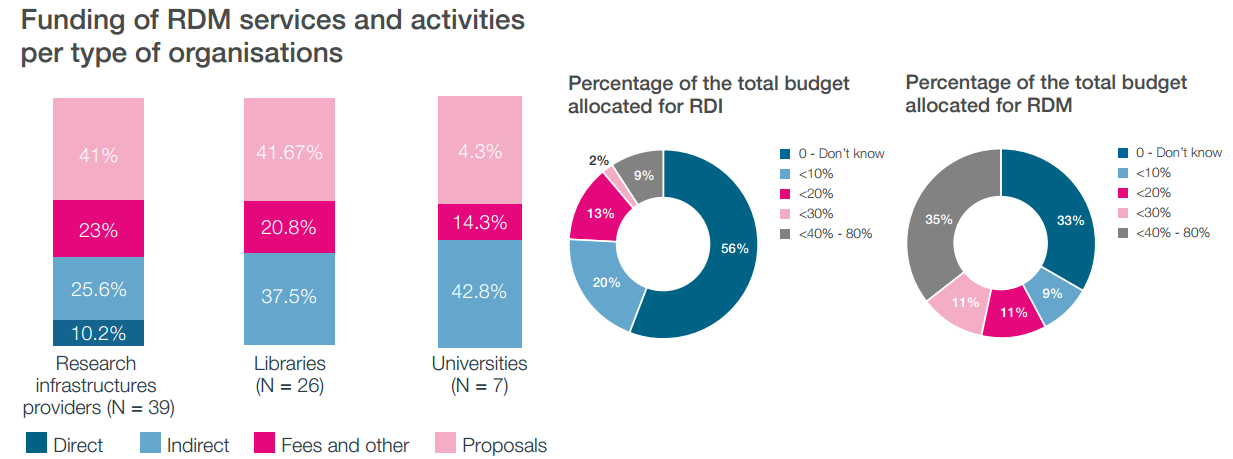 Funding of RDM services and activities
per type of organisations
41%
23%
25.6%
10.2%
Research
infrastructures
providers (N = 39)
41.67%
20.8%
37.5%
Libraries
(N = 26)
4.3%
14.3%
42.8%
Universities
(N = 7)
Direct
Indirect
Fees and other
Proposals
Percentage of the total budget
allocated for RDI
2%
9%
13%
20%
56%
0 - Don't know
<10%
<20%
<30%
<40% - 80%
Percentage of the total budget
allocated for RDM
35%
33%
11%
11%
9%
0 - Don't know
<10%
<20%
<30%
<40% - 80%